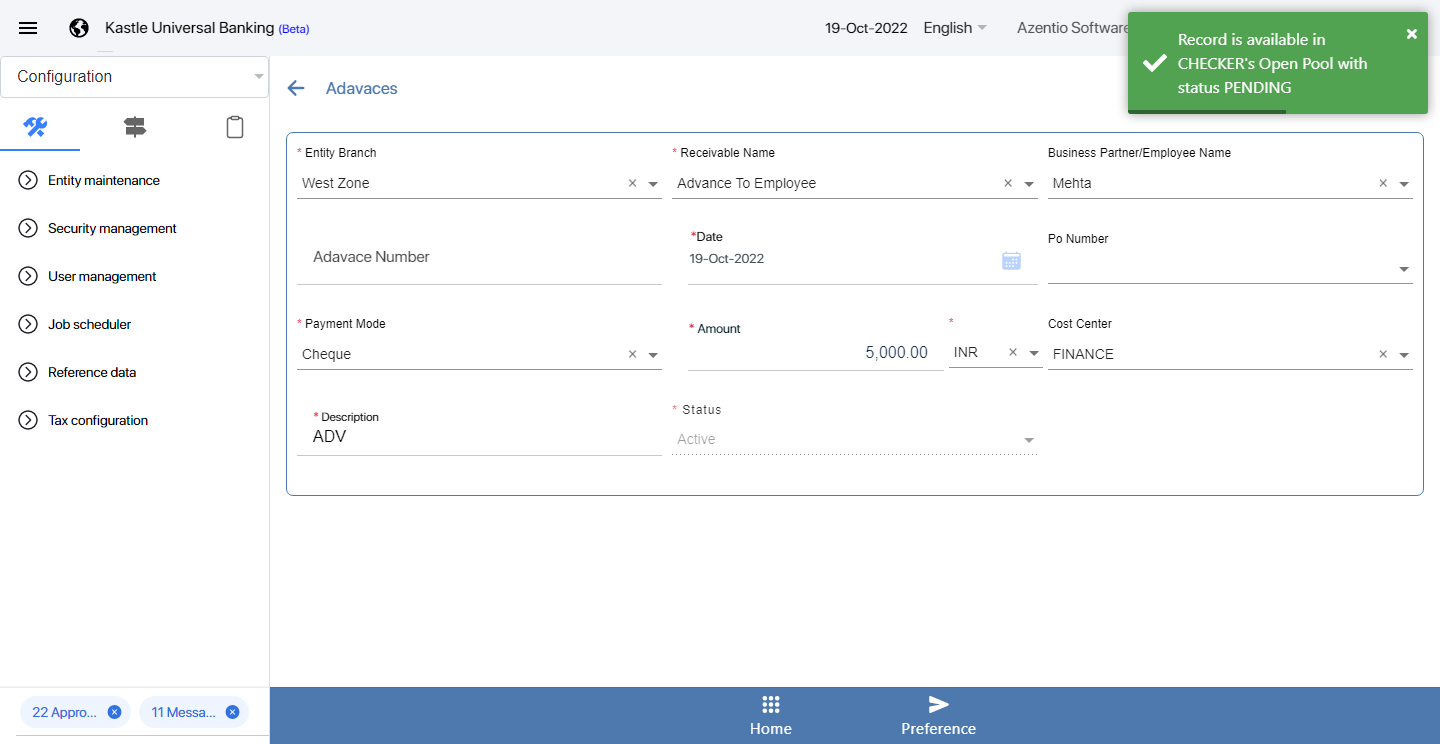 Kastle Universal Banking (Beta)
19-Oct-2022
English
Azentio Software
Record is available in
CHECKER's Open Pool with
status PENDING
Configuration
Entity maintenance
Security management
User management
Job scheduler
Reference data
Tax configuration
Adavaces
* Entity Branch
West Zone
* Receivable Name
Advance To Employee
Business Partner/Employee Name
Mehta
Adavace Number
*Date
19-Oct-2022
Po Number
* Payment Mode
Cheque
* Amount
5,000.00
*
INR
Cost Center
FINANCE
* Description
ADV
* Status
Active
22 Appro...
11 Messa...
Home
Preference